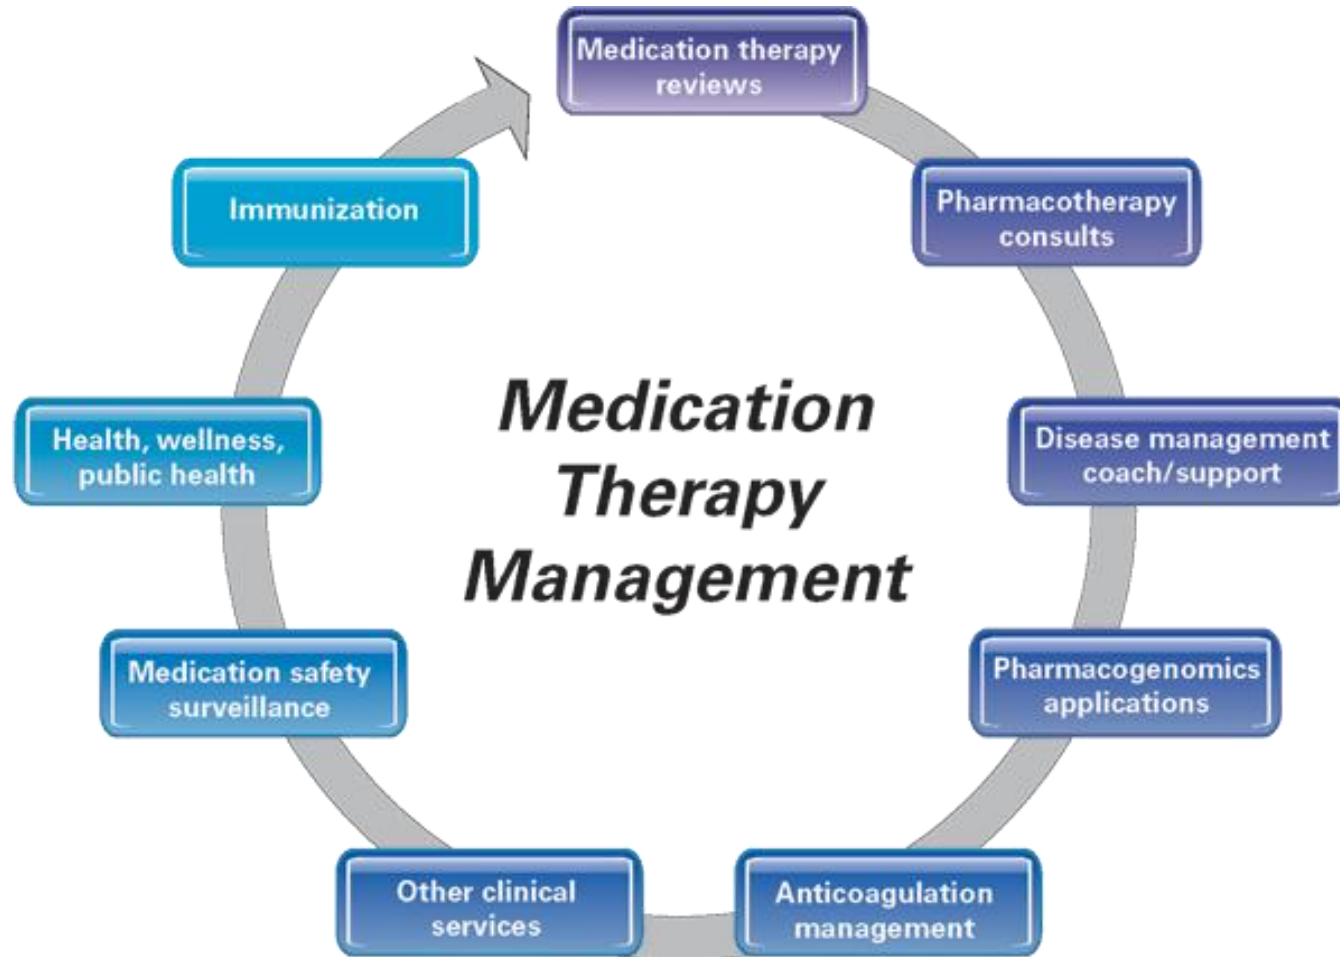 Medication therapy
reviews
Pharmacotherapy
consults
Disease management
coach/support
Pharmacogenomics
applications
Anticoagulation
management
Other clinical
services
Medication safety
surveillance
Health, wellness,
public health
Immunization
Medication
Therapy
Management